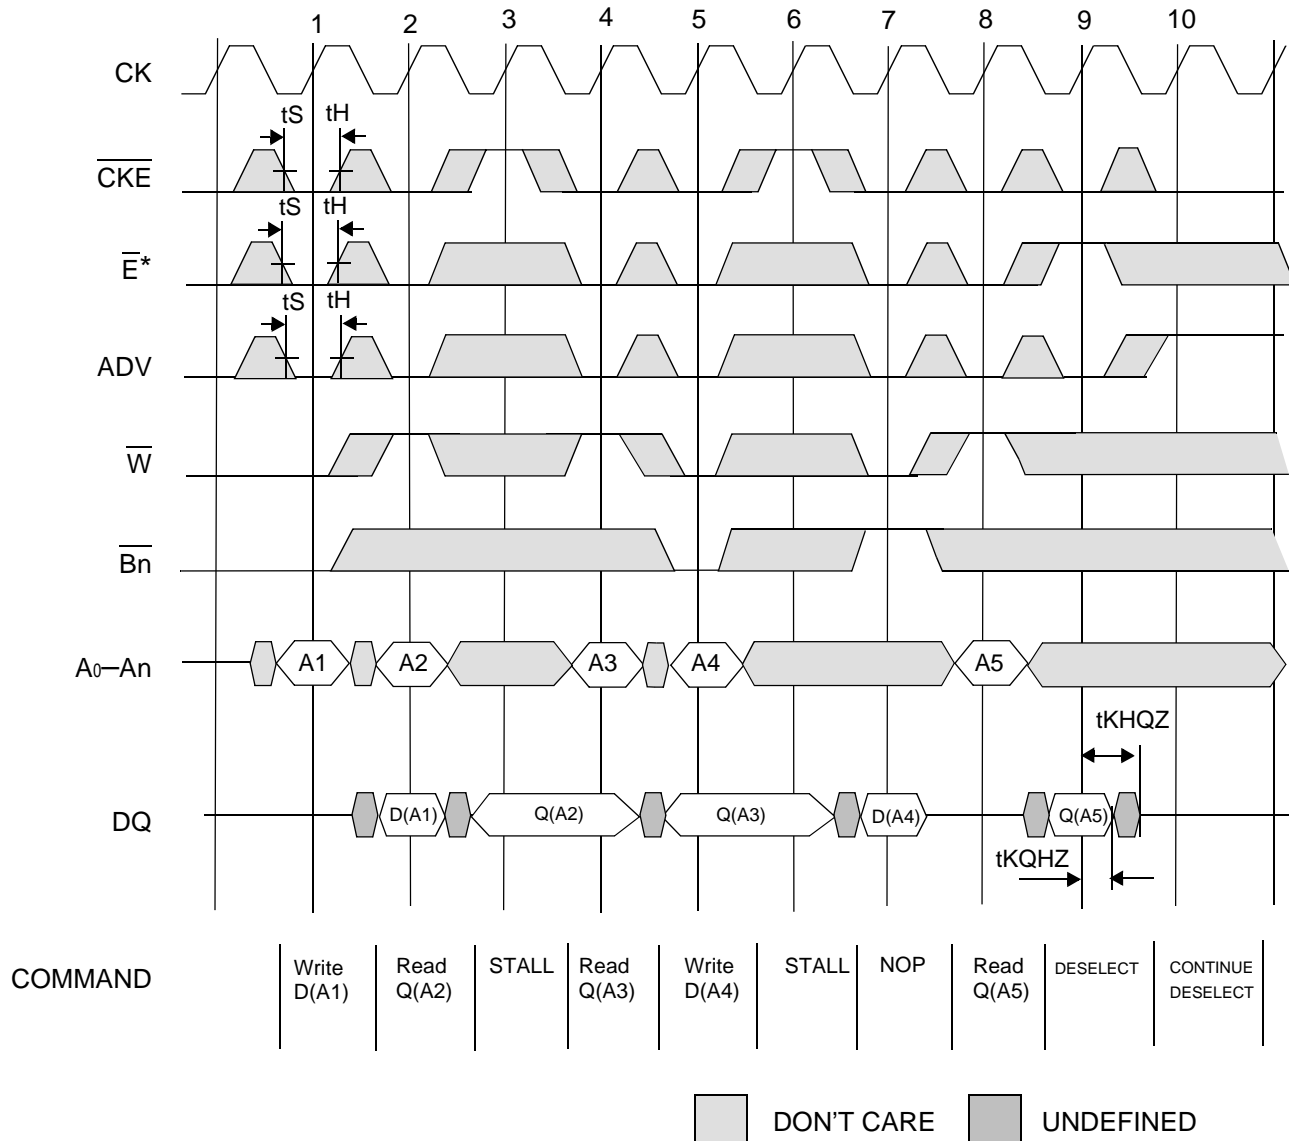 1 2 3 4 5 6 7 8 9 10
CK
tS tH
CKE
tS tH
E*
tS tH
ADV
W
Bn
A0–An A1 A2 A3 A4 A5
tKHQZ
DQ D(A1) Q(A2) Q(A3) D(A4) Q(A5)
tKQHZ
COMMAND
Write
D(A1)
Read
Q(A2)
STALL
Read
Q(A3)
Write
D(A4)
STALL
NOP
Read
Q(A5)
DESELECT
CONTINUE
DESELECT
DON'T CARE
UNDEFINED